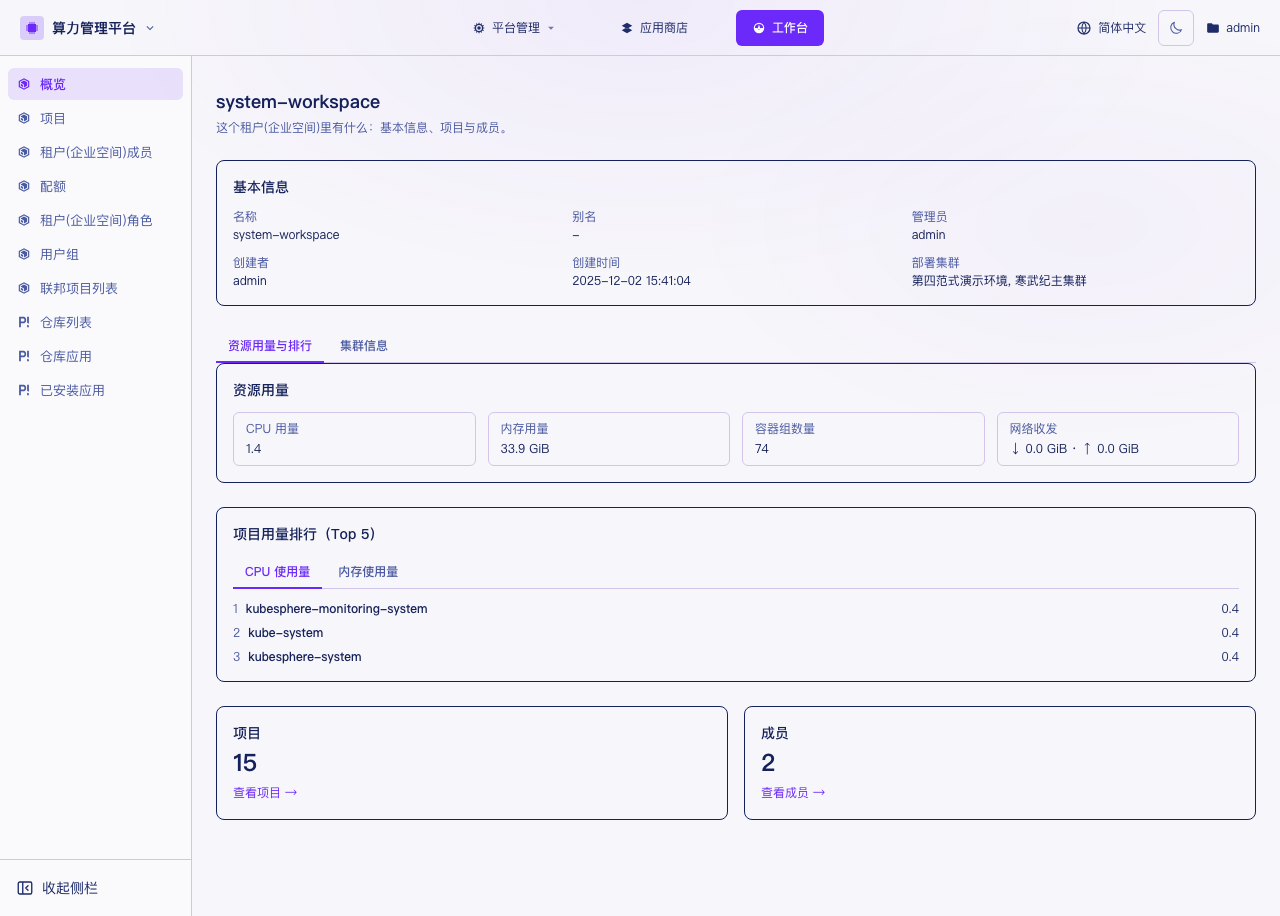 算力管理平台
平台管理
应用商店
工作台
简体中文
admin
概览
项目
租户(企业空间)成员
配额
租户(企业空间)角色
用户组
联邦项目列表
P! 仓库列表
P! 仓库应用
P! 已安装应用
收起侧栏
system-workspace
这个租户(企业空间)里有什么：基本信息、项目与成员。
基本信息
名称
system-workspace
别名
-
管理员
admin
创建者
admin
创建时间
2025-12-02 15:41:04
部署集群
第四范式演示环境, 寒武纪主集群
资源用量与排行
集群信息
资源用量
CPU 用量
1.4
内存用量
33.9 GiB
容器组数量
74
网络收发
↓ 0.0 GiB · ↑ 0.0 GiB
项目用量排行（Top 5）
CPU 使用量
内存使用量
1 kubesphere-monitoring-system 0.4
2 kube-system 0.4
3 kubesphere-system 0.4
项目
15
查看项目 →
成员
2
查看成员 →